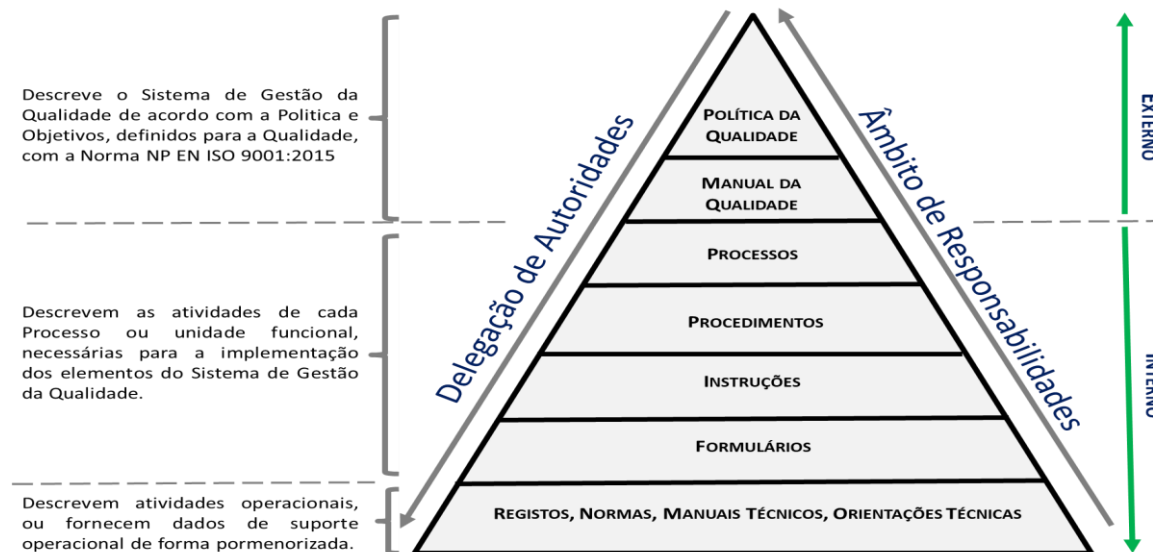 Descreve o Sistema de Gestão da
Qualidade de acordo com a Politica e
Objetivos, definidos para a Qualidade,
com a Norma NP EN ISO 9001:2015
Descrevem as atividades de cada
Processo ou unidade funcional,
necessárias para a implementação
dos elementos do Sistema de Gestão
da Qualidade.
Descrevem atividades operacionais,
ou fornecem dados de suporte
operacional de forma pormenorizada.
Delegação de Autoridades
POLÍTICA DA
QUALIDADE
MANUAL DA
QUALIDADE
PROCESSOS
PROCEDIMENTOS
INSTRUÇÕES
FORMULÁRIOS
REGISTOS, NORMAS, MANUAIS TÉCNICOS, ORIENTAÇÕES TÉCNICAS
Âmbito de Responsabilidades
EXTERNO
INTERNO